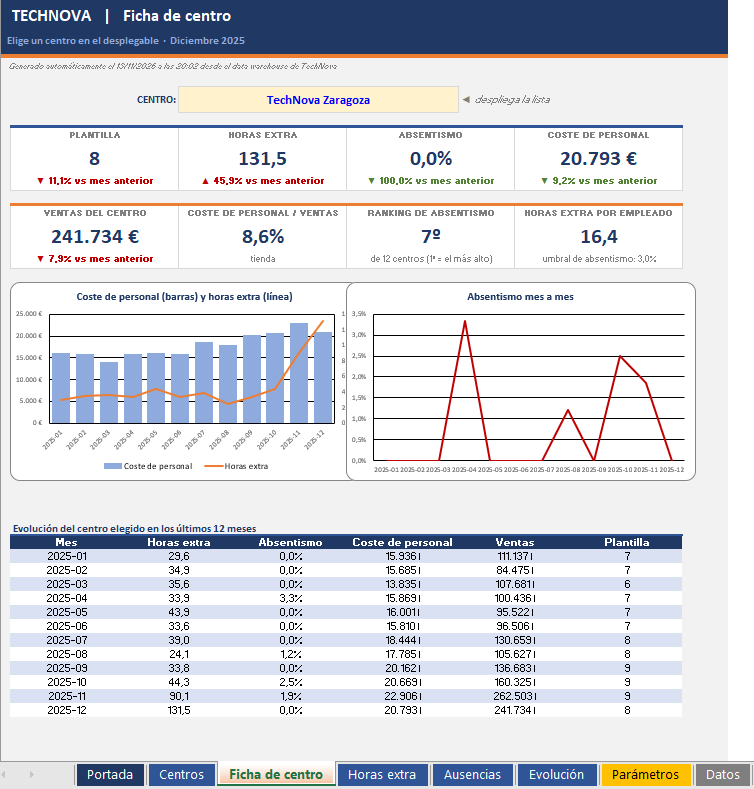 TECHNOVA | Ficha de centro
Elige un centro en el desplegable · Diciembre 2025
Generado automáticamente el 13/11/2026 a las 20:02 desde el data warehouse de TechNova
CENTRO: TechNova Zaragoza ◄ despliega la lista
PLANTILLA HORAS EXTRA ABSENTISMO COSTE DE PERSONAL
8 131,5 0,0% 20.793 €
▼ 11,1% vs mes anterior ▲ 45,9% vs mes anterior ▼ 100,0% vs mes anterior ▼ 9,2% vs mes anterior
VENTAS DEL CENTRO COSTE DE PERSONAL / VENTAS RANKING DE ABSENTISMO HORAS EXTRA POR EMPLEADO
241.734 € 8,6% 7º 16,4
▼ 7,9% vs mes anterior tienda de 12 centros (1º = el más alto) umbral de absentismo: 3,0%
Coste de personal (barras) y horas extra (línea)
25.000 €
20.000 €
15.000 €
10.000 €
5.000 €
0 €
1
1
1
8
6
4
2
0
2025-01 2025-02 2025-03 2025-04 2025-05 2025-06 2025-07 2025-08 2025-09 2025-10 2025-11 2025-12
Coste de personal Horas extra
Absentismo mes a mes
3,5%
3,0%
2,5%
2,0%
1,5%
1,0%
0,5%
0,0%
2025-01 2025-02 2025-03 2025-04 2025-05 2025-06 2025-07 2025-08 2025-09 2025-10 2025-11 2025-12
Evolución del centro elegido en los últimos 12 meses
Mes Horas extra Absentismo Coste de personal Ventas Plantilla
2025-01 29,6 0,0% 15.936 111.137 7
2025-02 34,9 0,0% 15.685 84.475 7
2025-03 35,6 0,0% 13.835 107.681 6
2025-04 33,9 3,3% 15.869 100.436 7
2025-05 43,9 0,0% 16.001 95.522 7
2025-06 33,6 0,0% 15.810 96.506 7
2025-07 39,0 0,0% 18.444 130.659 8
2025-08 24,1 1,2% 17.785 105.627 8
2025-09 33,8 0,0% 20.162 136.683 9
2025-10 44,3 2,5% 20.669 160.325 9
2025-11 90,1 1,9% 22.906 262.503 9
2025-12 131,5 0,0% 20.793 241.734 8
Portada Centros Ficha de centro Horas extra Ausencias Evolución Parámetros Datos